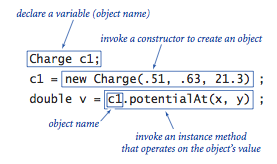 declare a variable (object name)
invoke a constructor to create an object
Charge c1;
c1 = new Charge(.51, .63, 21.3) ;
double v = c1.potentialAt(x, y) ;
object name
invoke an instance method
that operates on the object's value